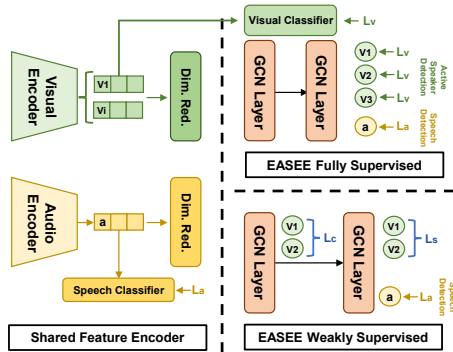 Visual Encoder
V1
Vi
Dim. Red.
Visual Classifier
Lv
GCN Layer
GCN Layer
V1
Lv
V2
Lv
V3
Lv
a
La
Active Speaker Detection
Speech Detection
EASEE Fully Supervised
Audio Encoder
a
Dim. Red.
Speech Classifier
La
Shared Feature Encoder
GCN Layer
V1
V2
Lc
GCN Layer
V1
V2
Ls
a
La
Speech Detection
EASEE Weakly Supervised